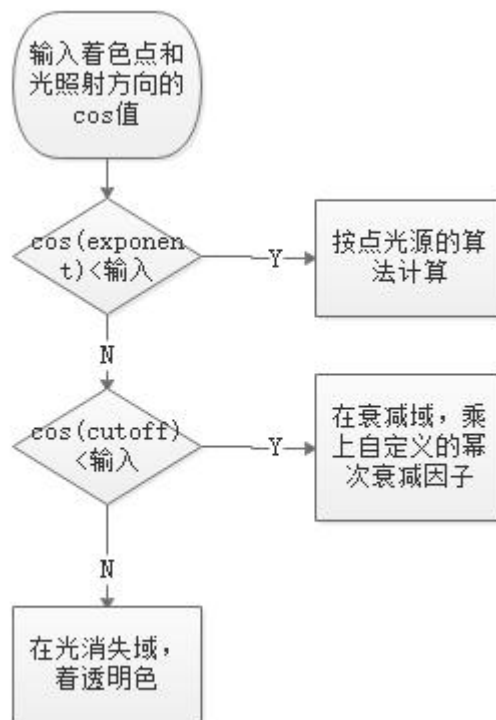 输入着色点和
光照射方向的
cos值
cos(exponen
t)<输入
Y
按点光源的算
法计算
N
cos(cutoff)
<输入
Y
在衰减域，乘
上自定义的幂
次衰减因子
N
在光消失域，
着透明色